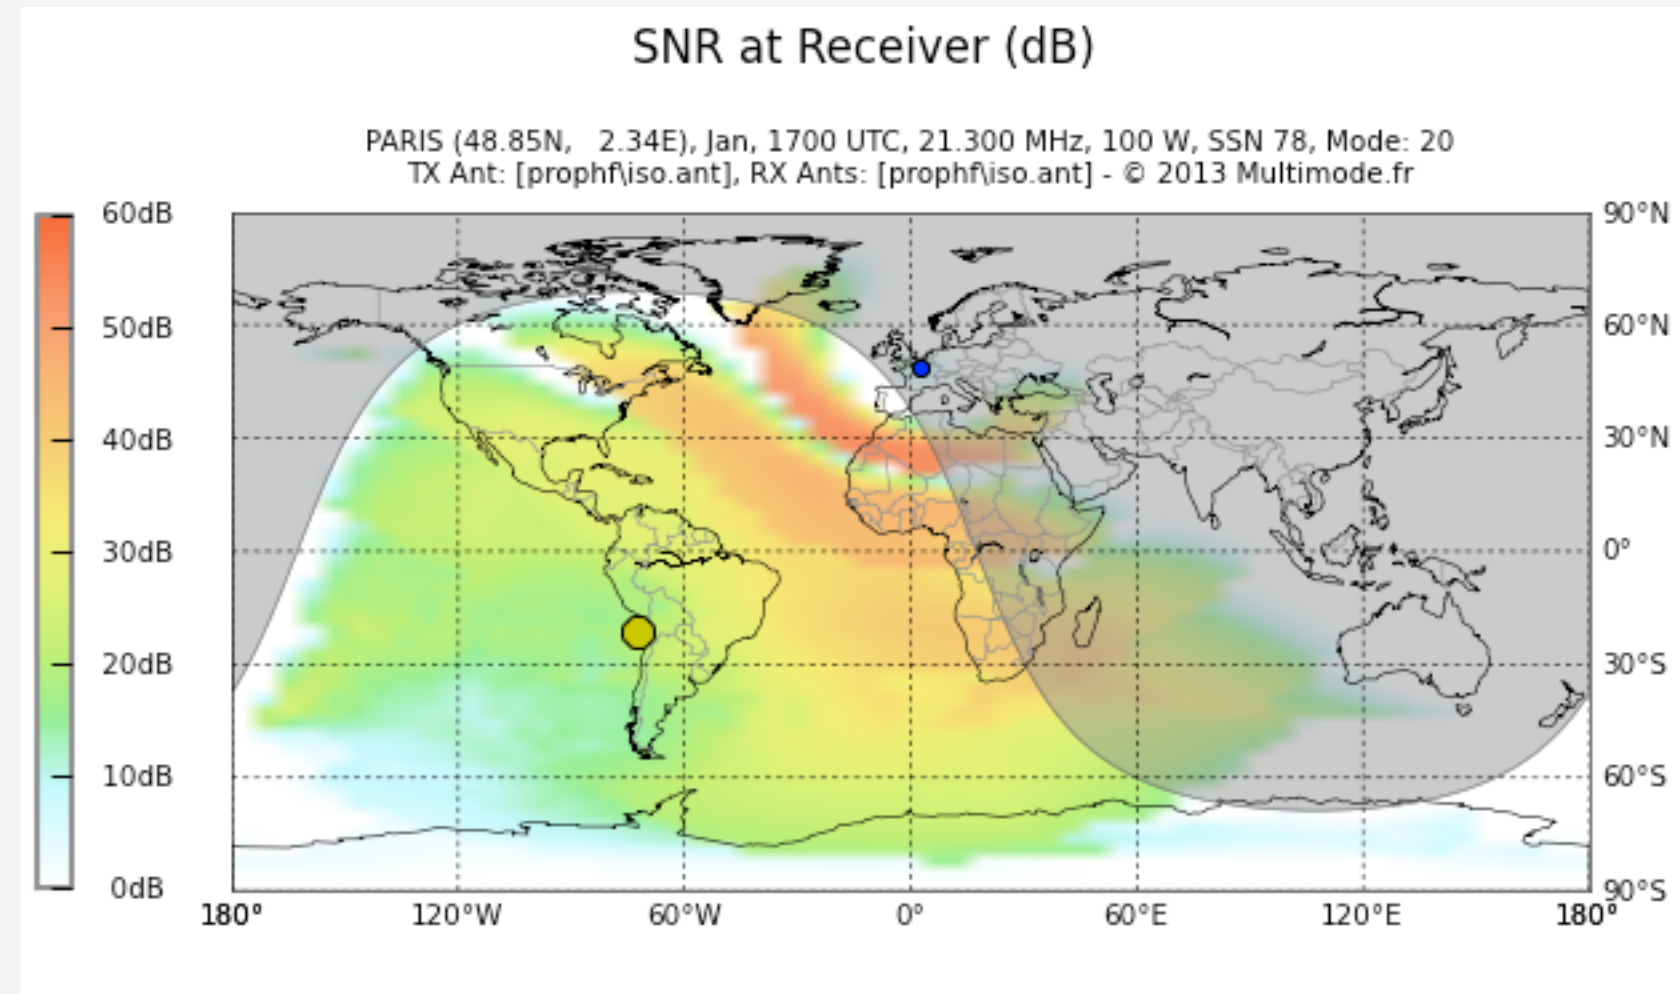 SNR at Receiver (dB)
PARIS (48.85N,   2.34E), Jan, 1700 UTC, 21.300 MHz, 100 W, SSN 78, Mode: 20
TX Ant: [prophf\iso.ant], RX Ants: [prophf\iso.ant] - © 2013 Multimode.fr
60dB
50dB
40dB
30dB
20dB
10dB
0dB
90°N
60°N
30°N
0°
30°S
60°S
90°S
180°
120°W
60°W
0°
60°E
120°E
180°